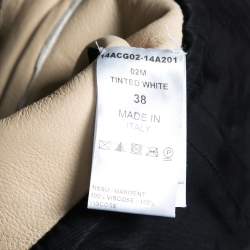 14ACG02-14A201
02M
TINTED WHITE
38
MADE IN
ITALY